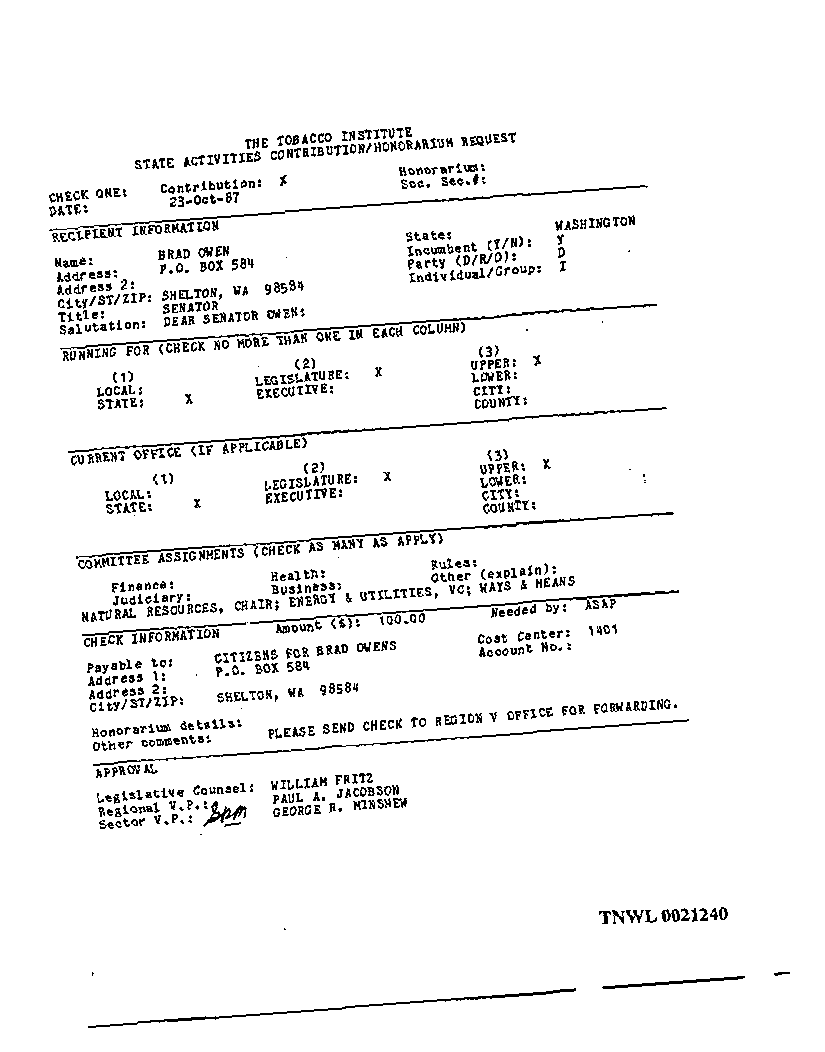 THE TOBACCO INSTITUTE
STATE ACTIVITIES CONTRIBUTION/HONORARIUM REQUEST
CHECK ONE: Contribution: X Honorarium:
DATE: 23-Oct-87 Soc. Sec.#:
RECIPIENT INFORMATION
Name: BRAD OWEN State: WASHINGTON
Address: P.O. BOX 584 Incumbent (Y/N): Y
Address 2: Party (D/R/O): D
City/ST/ZIP: SHELTON, WA 98584 Individual/Group: I
Title: SENATOR
Salutation: DEAR SENATOR OWEN:
RUNNING FOR (CHECK NO MORE THAN ONE IN EACH COLUMN)
(1) (2) (3)
LOCAL: LEGISLATURE: X UPPER: X
STATE: X EXECUTIVE: LOWER:
CITY:
COUNTY:
CURRENT OFFICE (IF APPLICABLE)
(1) (2) (3)
LOCAL: LEGISLATURE: X UPPER: X
STATE: X EXECUTIVE: LOWER:
CITY:
COUNTY:
COMMITTEE ASSIGNMENTS (CHECK AS MANY AS APPLY)
Finance: Health: Rules:
Judiciary: Business: Other (explain):
NATURAL RESOURCES, CHAIR; ENERGY & UTILITIES, VC; WAYS & MEANS
CHECK INFORMATION Amount ($): 100.00 Needed by: ASAP
Payable to: CITIZENS FOR BRAD OWENS Cost Center: 1401
Address 1: P.O. BOX 584 Account No.:
Address 2:
City/ST/ZIP: SHELTON, WA 98584
Honorarium details:
Other comments: PLEASE SEND CHECK TO REGION V OFFICE FOR FORWARDING.
APPROVAL
Legislative Counsel: WILLIAM FRITZ
Regional V.P.: PAUL A. JACOBSON
Sector V.P.: GEORGE R. MINSHEW
TNWL 0021240